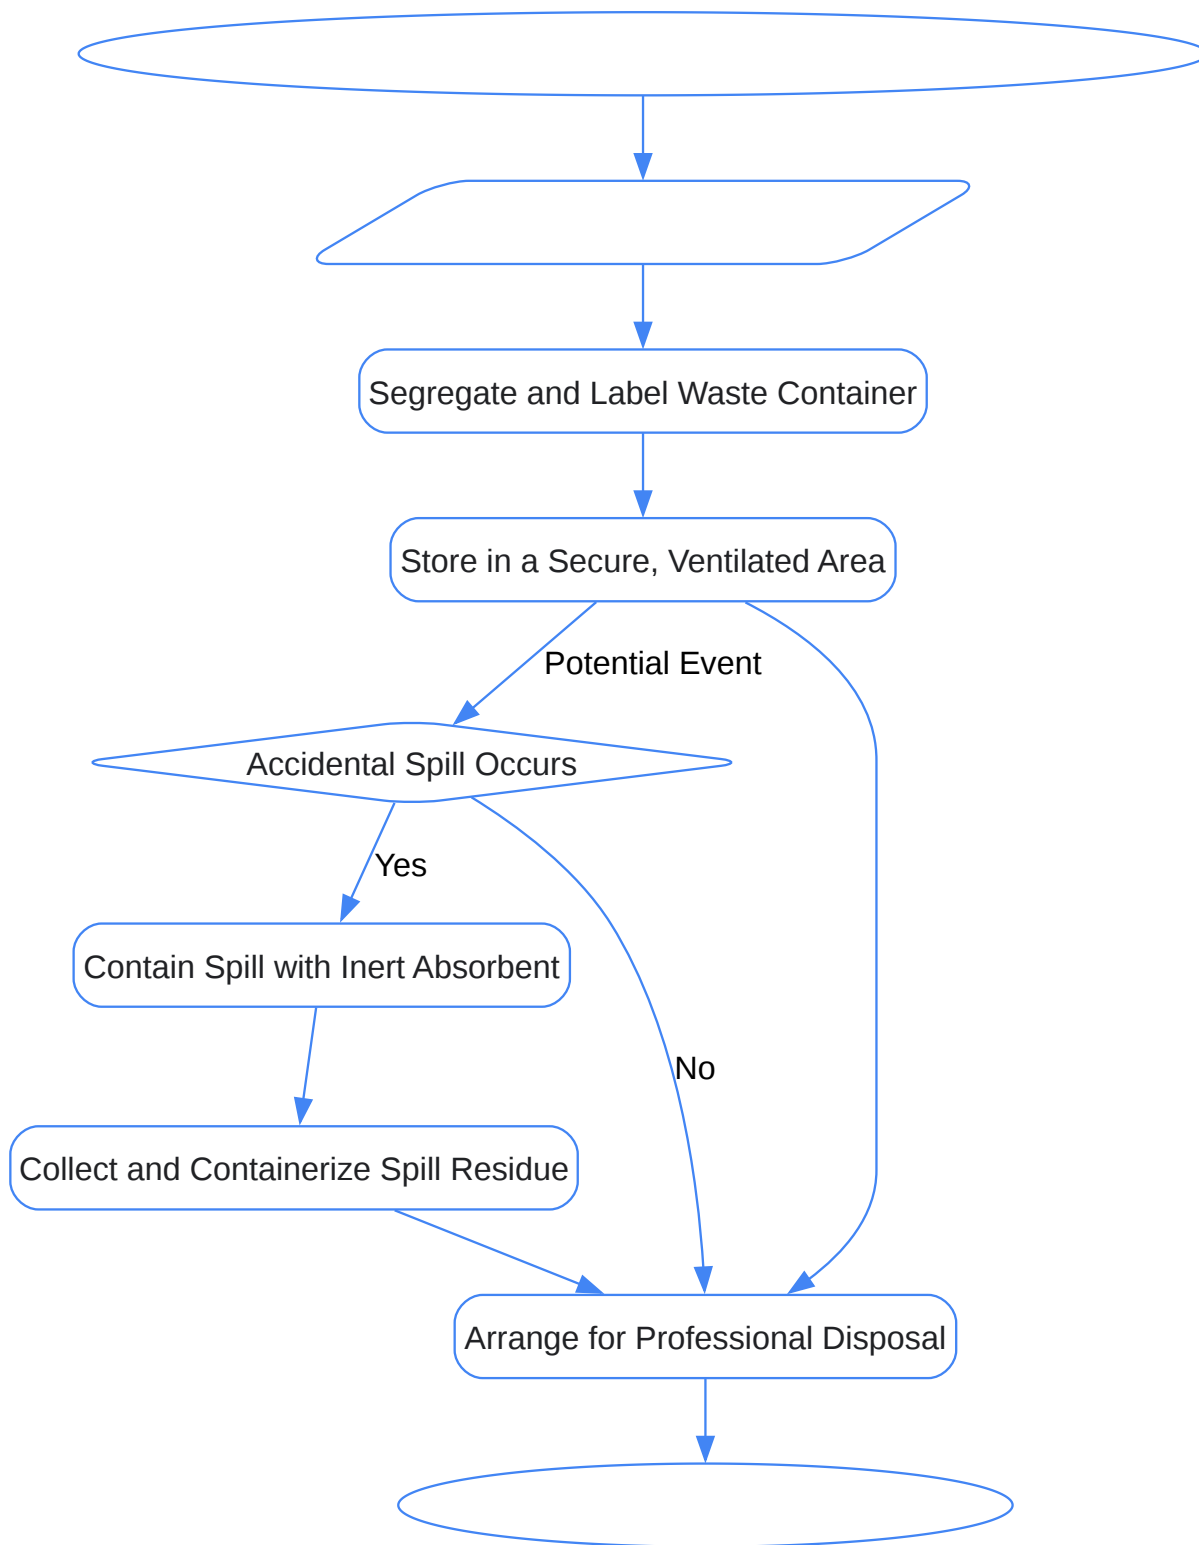 Segregate and Label Waste Container
Store in a Secure, Ventilated Area
Potential Event
Accidental Spill Occurs
Yes
Contain Spill with Inert Absorbent
No
Collect and Containerize Spill Residue
Arrange for Professional Disposal